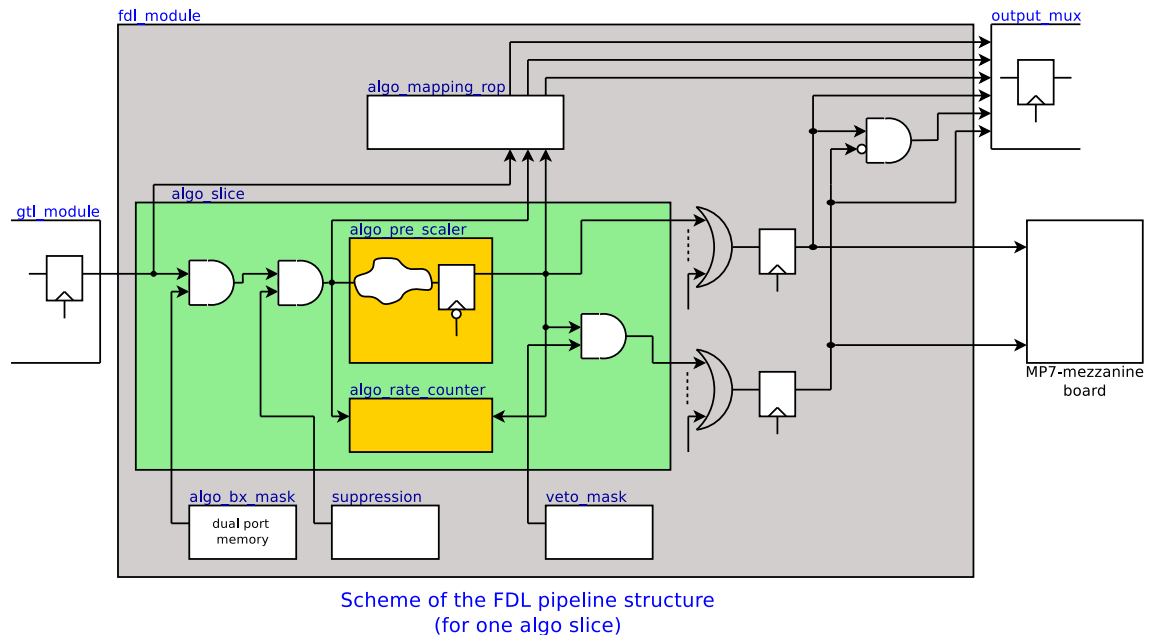 fdl_module
output_mux
algo_mapping_rop
algo_slice
gtl_module
algo_pre_scaler
MP7-mezzanine
board
algo_rate_counter
algo_bx_mask
suppression
veto_mask
dual port
memory
Scheme of the FDL pipeline structure
(for one algo slice)